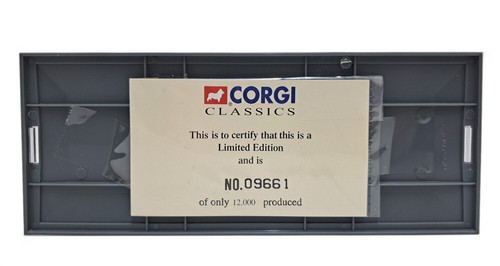 CORGI
CLASSICS
This is to certify that this is a
Limited Edition
and is
NO.09661
of only 12,000 produced